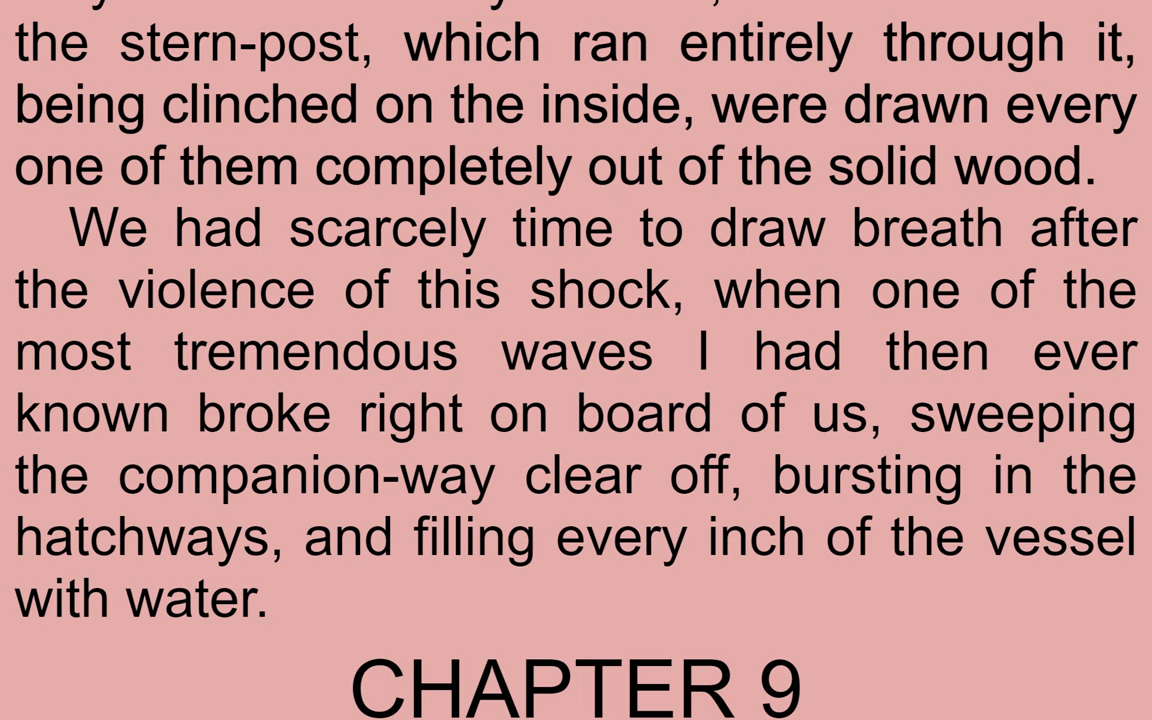 the stern-post, which ran entirely through it,
being clinched on the inside, were drawn every
one of them completely out of the solid wood.
We had scarcely time to draw breath after
the violence of this shock, when one of the
most tremendous waves I had then ever
known broke right on board of us, sweeping
the companion-way clear off, bursting in the
hatchways, and filling every inch of the vessel
with water.
CHAPTER 9